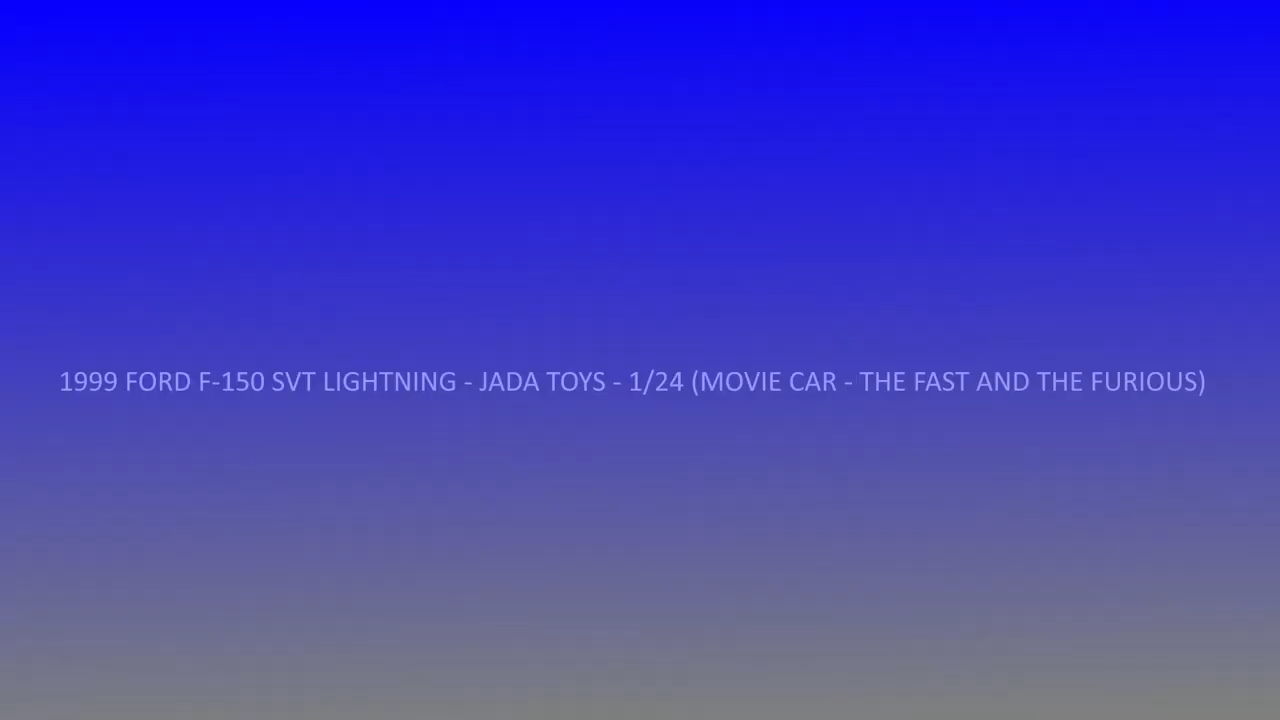 1999 FORD F-150 SVT LIGHTNING - JADA TOYS - 1/24 (MOVIE CAR - THE FAST AND THE FURIOUS)